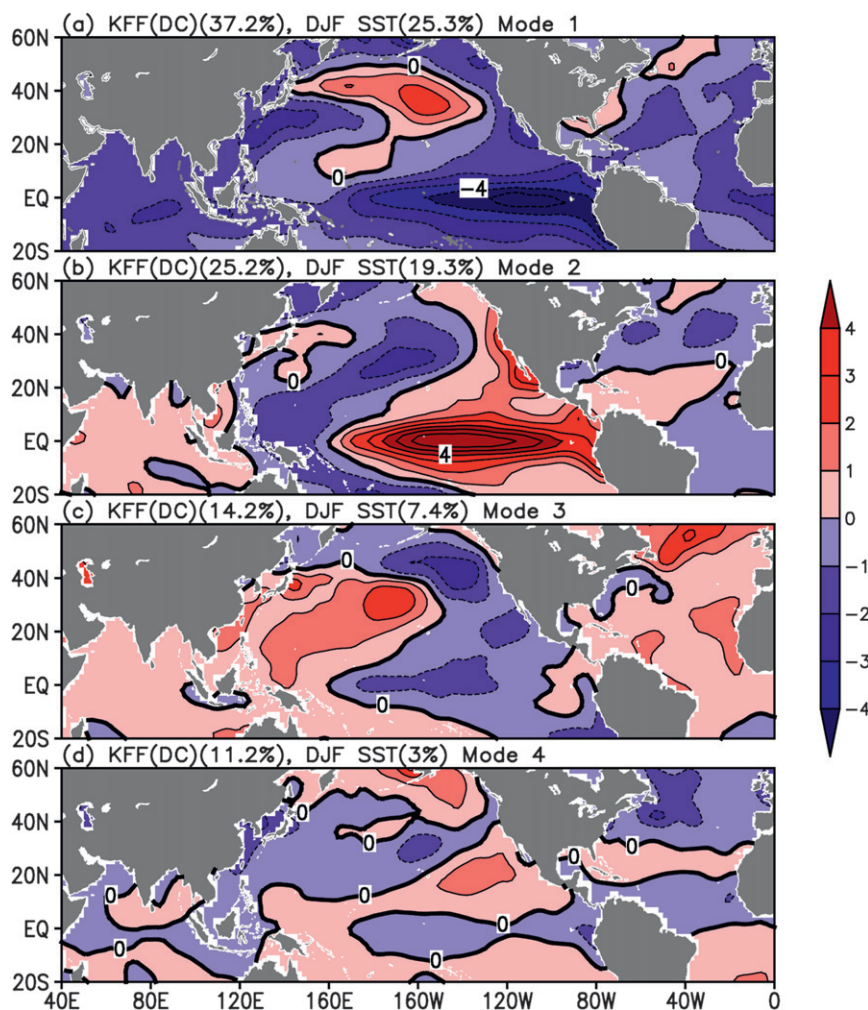 (a) KFF(DC)(37.2%), DJF SST(25.3%) Mode 1
60N
40N
20N
EQ
20S
0
0
-4
0
(b) KFF(DC)(25.2%), DJF SST(19.3%) Mode 2
60N
40N
20N
EQ
20S
0
0
4
(c) KFF(DC)(14.2%), DJF SST(7.4%) Mode 3
60N
40N
20N
EQ
20S
0
0
0
(d) KFF(DC)(11.2%), DJF SST(3%) Mode 4
60N
40N
20N
EQ
20S
0
0
0
0
0
0
0
0
0
40E 80E 120E 160E 160W 120W 80W 40W 0
4
3
2
1
0
-1
-2
-3
-4